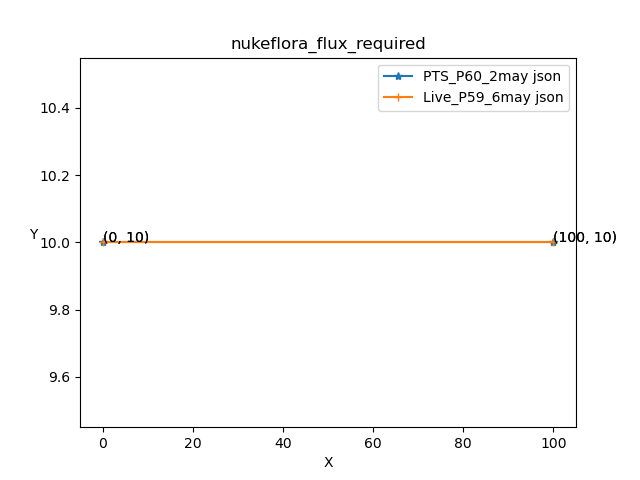 nukeflora_flux_required
PTS_P60_2may json
Live_P59_6may json
10.4
10.2
Y
10.0
(0, 10)
(100, 10)
9.8
9.6
0
20
40
60
80
100
X